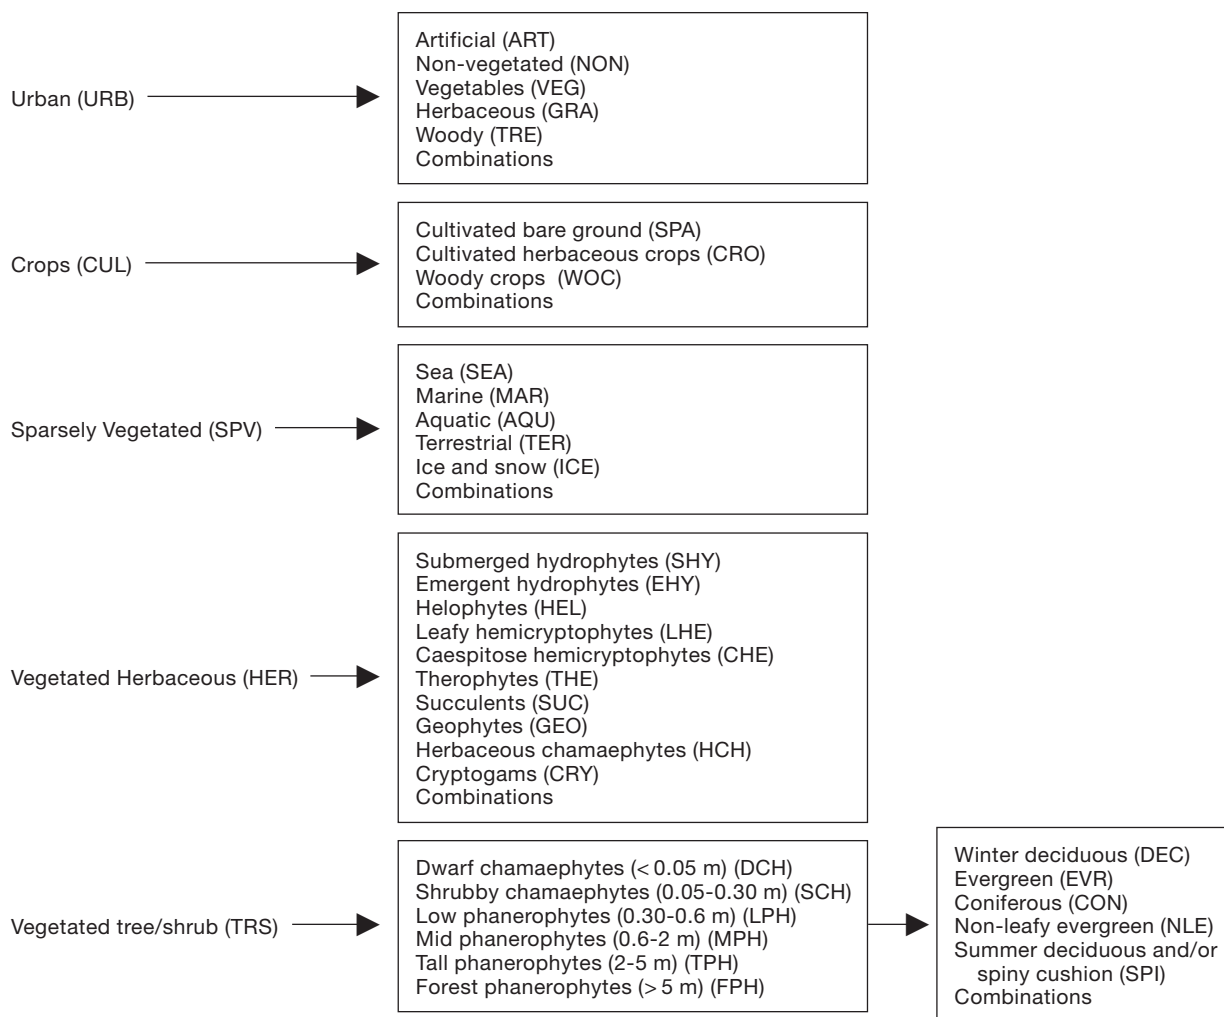 Urban (URB)
Artificial (ART)
Non-vegetated (NON)
Vegetables (VEG)
Herbaceous (GRA)
Woody (TRE)
Combinations
Crops (CUL)
Cultivated bare ground (SPA)
Cultivated herbaceous crops (CRO)
Woody crops (WOC)
Combinations
Sparsely Vegetated (SPV)
Sea (SEA)
Marine (MAR)
Aquatic (AQU)
Terrestrial (TER)
Ice and snow (ICE)
Combinations
Vegetated Herbaceous (HER)
Submerged hydrophytes (SHY)
Emergent hydrophytes (EHY)
Helophytes (HEL)
Leafy hemicryptophytes (LHE)
Caespitose hemicryptophytes (CHE)
Therophytes (THE)
Succulents (SUC)
Geophytes (GEO)
Herbaceous chamaephytes (HCH)
Cryptogams (CRY)
Combinations
Vegetated tree/shrub (TRS)
Dwarf chamaephytes (< 0.05 m) (DCH)
Shrubby chamaephytes (0.05-0.30 m) (SCH)
Low phanerophytes (0.30-0.6 m) (LPH)
Mid phanerophytes (0.6-2 m) (MPH)
Tall phanerophytes (2-5 m) (TPH)
Forest phanerophytes (> 5 m) (FPH)
Winter deciduous (DEC)
Evergreen (EVR)
Coniferous (CON)
Non-leafy evergreen (NLE)
Summer deciduous and/or
spiny cushion (SPI)
Combinations